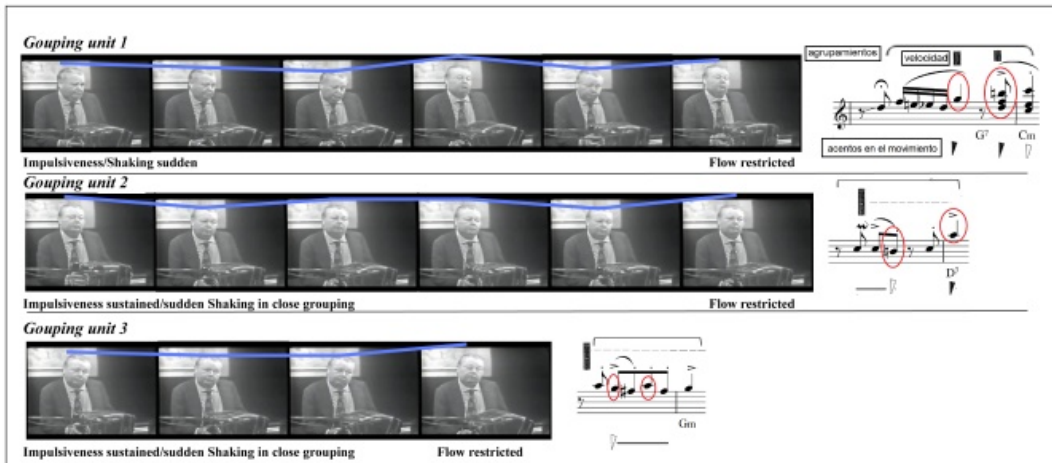 Gouping unit 1
agrupamientos
velocidad
G7 Cm
acentos en el movimiento
Impulsiveness/Shaking sudden Flow restricted
Gouping unit 2
D7
Impulsiveness sustained/sudden Shaking in close grouping Flow restricted
Gouping unit 3
Gm
Impulsiveness sustained/sudden Shaking in close grouping Flow restricted